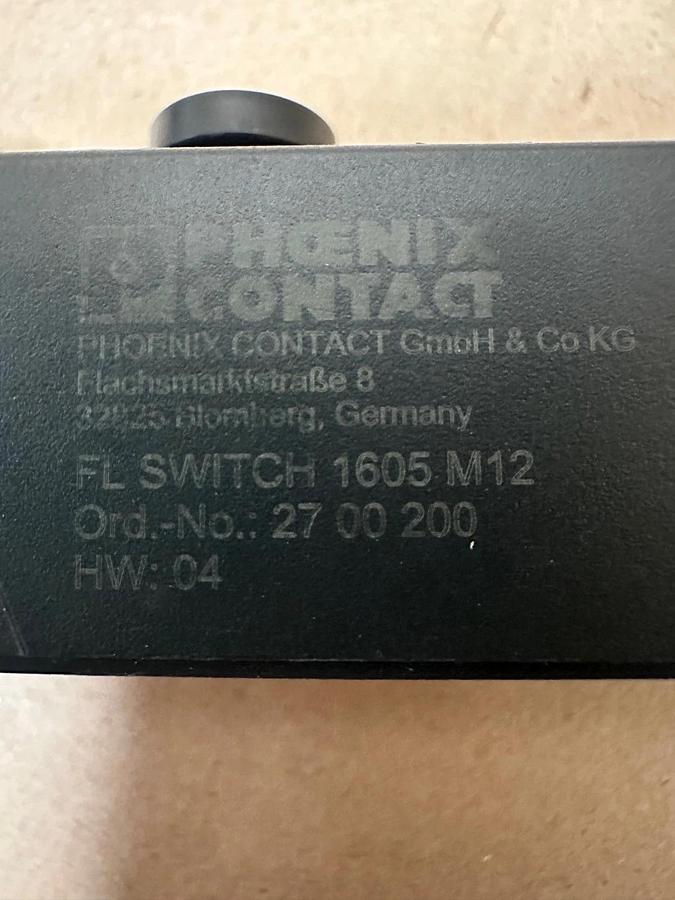 PHŒNIX
CONTACT
PHOENIX CONTACT GmbH & Co KG
Flachsmarktstraße 8
32825 Blomberg, Germany
FL SWITCH 1605 M12
Ord.-No.: 27 00 200
HW: 04